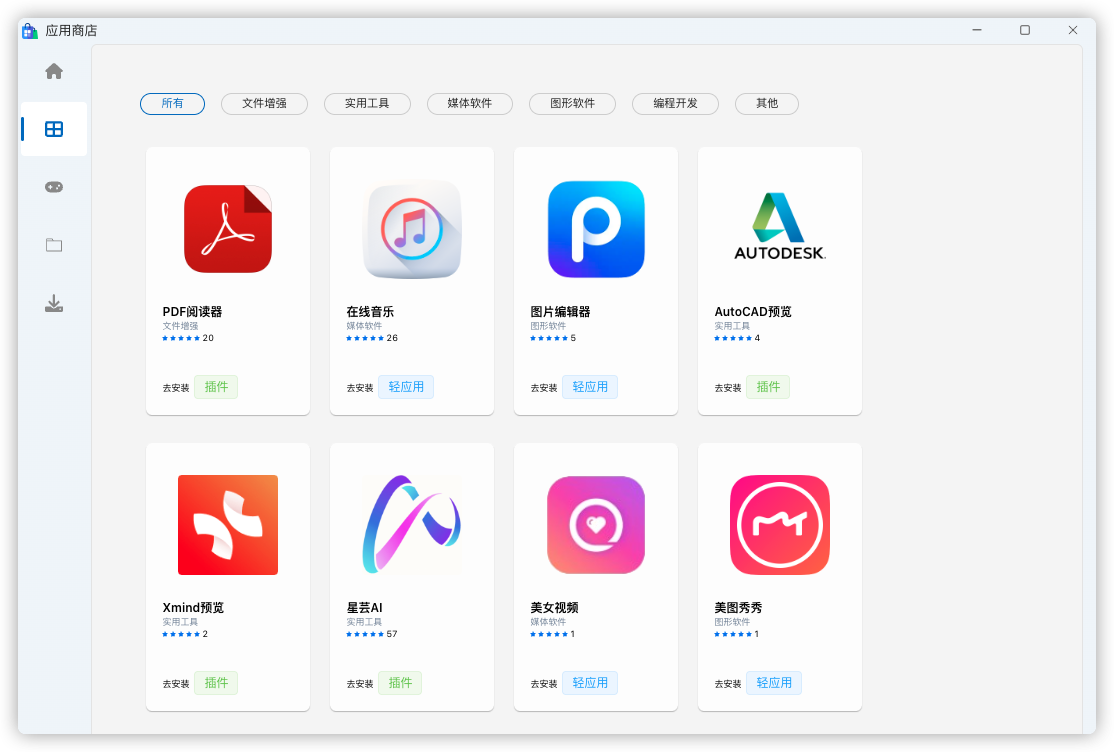 应用商店
所有 文件增强 实用工具 媒体软件 图形软件 编程开发 其他
AUTODESK.
PDF阅读器 在线音乐 图片编辑器 AutoCAD预览
文件增强 媒体软件 图形软件 实用工具
20 26 5 4
去安装 插件 去安装 轻应用 去安装 轻应用 去安装 插件
Xmind预览 星芸AI 美女视频 美图秀秀
实用工具 实用工具 媒体软件 图形软件
2 57 1 1
去安装 插件 去安装 插件 去安装 轻应用 去安装 轻应用